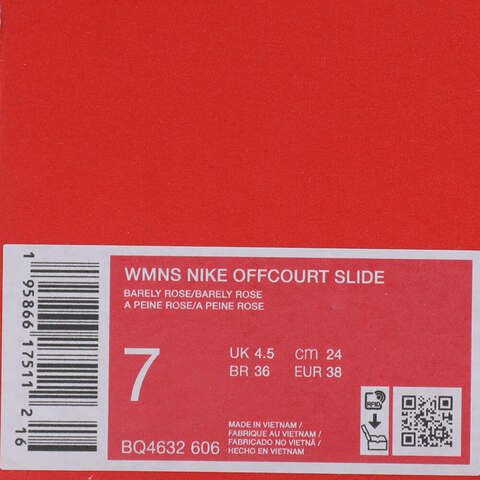 WMNS NIKE OFFCOURT SLIDE
BARELY ROSE/BARELY ROSE
A PEINE ROSE/A PEINE ROSE
7
UK 4.5 cm 24
BR 36 EUR 38
BQ4632 606
MADE IN VIETNAM /
FABRIQUE AU VIETNAM /
FABRICADO NO VIETNÃ /
HECHO EN VIETNAM
RFID
1 95866 17511 2 16